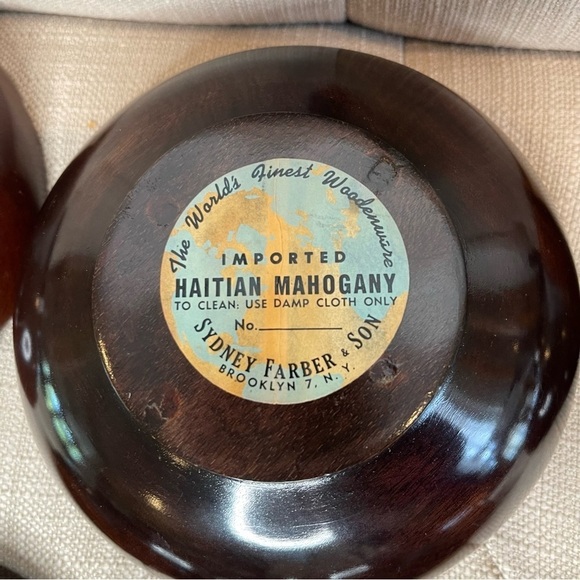 The World's Finest Woodenware
IMPORTED
HAITIAN MAHOGANY
TO CLEAN: USE DAMP CLOTH ONLY
No.
SYDNEY FARBER & SON
BROOKLYN 7, N. Y.